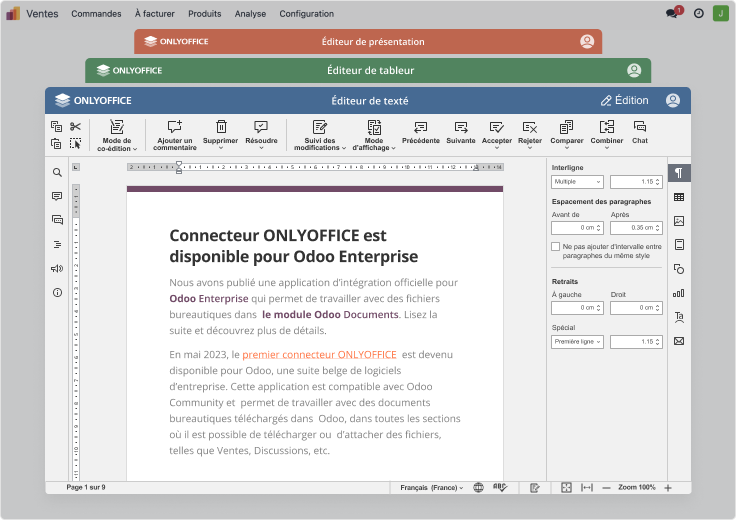 Ventes Commandes À facturer Produits Analyse Configuration 1 J
ONLYOFFICE Éditeur de présentation
ONLYOFFICE Éditeur de tableur
ONLYOFFICE Éditeur de texté Édition
Mode de
co-édition
Ajouter un
commentaire
Supprimer
Résoudre
Suivi des
modifications
Mode
d'affichage
Précédente
Suivante
Accepter
Rejeter
Comparer
Combiner
Chat
Connecteur ONLYOFFICE est
disponible pour Odoo Enterprise
Nous avons publié une application d'intégration officielle pour
Odoo Enterprise qui permet de travailler avec des fichiers
bureautiques dans le module Odoo Documents. Lisez la
suite et découvrez plus de détails.
En mai 2023, le premier connecteur ONLYOFFICE est devenu
disponible pour Odoo, une suite belge de logiciels
d'entreprise. Cette application est compatible avec Odoo
Community et permet de travailler avec des documents
bureautiques téléchargés dans Odoo, dans toutes les sections
où il est possible de télécharger ou d'attacher des fichiers,
telles que Ventes, Discussions, etc.
Interligne
Multiple 1.15
Espacement des paragraphes
Avant de Après
0 cm 0.35 cm
Ne pas ajouter d'intervalle entre
paragraphes du même style
Retraits
À gauche Droit
0 cm 0 cm
Spécial
Première ligne 1.15
Page 1 sur 9 Français (France) ABC Zoom 100%